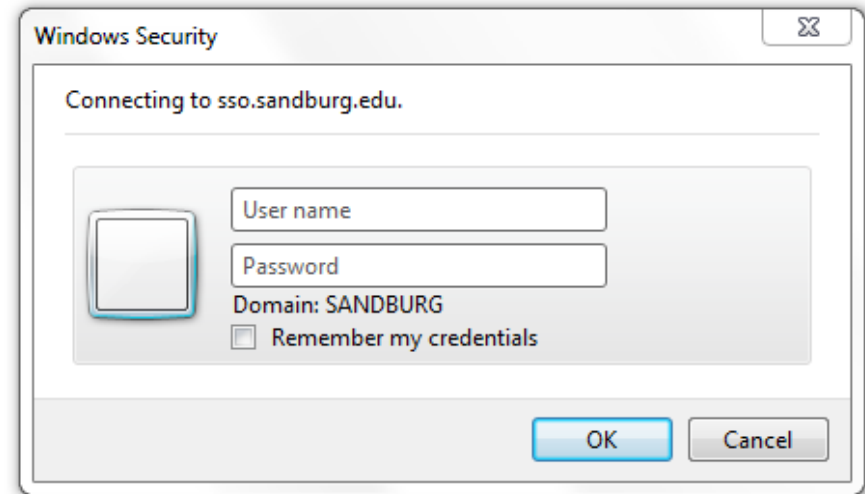 Windows Security
Connecting to sso.sandburg.edu.
User name
Password
Domain: SANDBURG
Remember my credentials
OK
Cancel